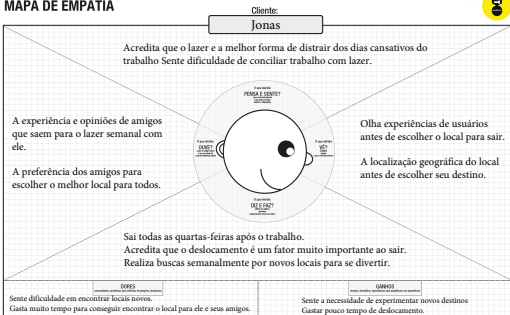 MAPA DE EMPATIA
Cliente:
Jonas
Acredita que o lazer e a melhor forma de distrair dos dias cansativos do
trabalho Sente dificuldade de conciliar trabalho com lazer.
PENSA E SENTE?
A experiência e opiniões de amigos
que saem para o lazer semanal com
ele.
A preferência dos amigos para
escolher o melhor local para todos.
OUVE?
VÊ?
Olha experiências de usuários
antes de escolher o local para sair.
A localização geográfica do local
antes de escolher seu destino.
DIZ E FAZ?
Sai todas as quartas-feiras após o trabalho.
Acredita que o deslocamento é um fator muito importante ao sair.
Realiza buscas semanalmente por novos locais para se divertir.
DORES
Sente dificuldade em encontrar locais novos.
Gasta muito tempo para conseguir encontrar o local para ele e seus amigos.
GANHOS
Sente a necessidade de experimentar novos destinos
Gastar pouco tempo de deslocamento.